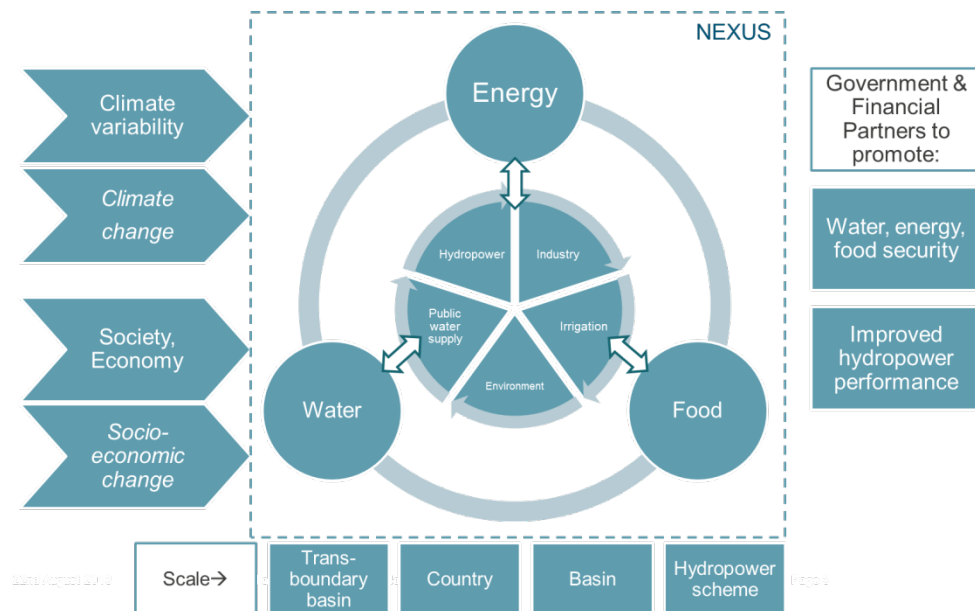 NEXUS
Climate
variability
Climate
change
Society,
Economy
Socio-
economic
change
Energy
Hydropower
Industry
Public
water
supply
Irrigation
Environment
Water
Food
Government &
Financial
Partners to
promote:
Water, energy,
food security
Improved
hydropower
performance
Scale→
Trans-
boundary
basin
Country
Basin
Hydropower
scheme